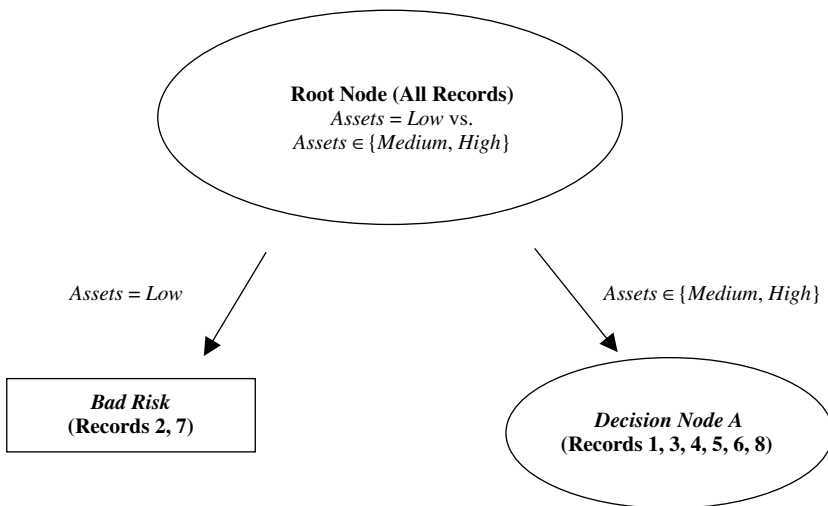 Root Node (All Records)
Assets = Low vs.
Assets ∈ {Medium, High}
Assets = Low
Assets ∈ {Medium, High}
Bad Risk
(Records 2, 7)
Decision Node A
(Records 1, 3, 4, 5, 6, 8)